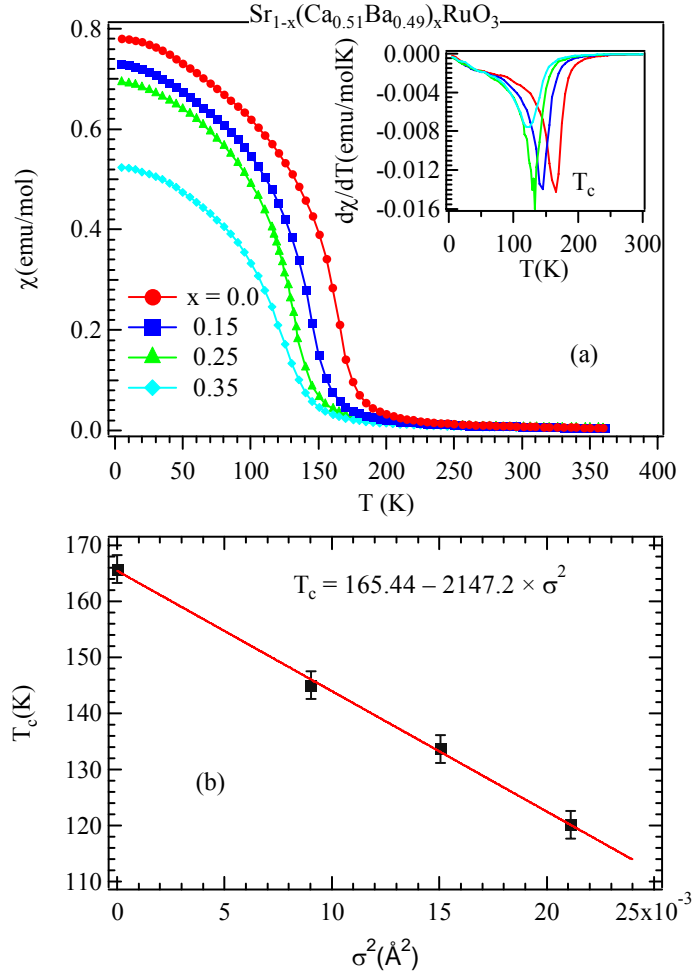 Sr₁₋ₓ(Ca₀.₅₁Ba₀.₄₉)ₓRuO₃
0.8
0.6
0.4
0.2
0.0
χ(emu/mol)
0 50 100 150 200 250 300 350 400
T (K)
x = 0.0
0.15
0.25
0.35
(a)
0.000
-0.004
-0.008
-0.012
-0.016
dχ/dT(emu/molK)
0 100 200 300
T(K)
T_c
170
160
150
140
130
120
110
T_c(K)
T_c = 165.44 – 2147.2 × σ²
(b)
0 5 10 15 20 25x10⁻³
σ²(Å²)